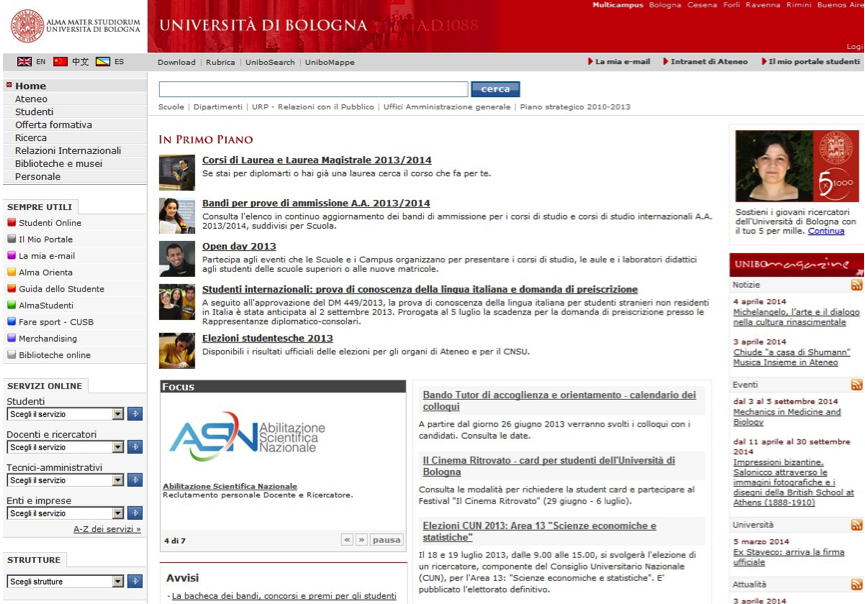 ALMA MATER STUDIORUM
UNIVERSITÀ DI BOLOGNA
UNIVERSITÀ DI BOLOGNA A.D.1088
Multicampus Bologna Cesena Forlì Ravenna Rimini Buenos Aire
Logi
EN 中文 ES
Download | Rubrica | UniboSearch | UniboMappe
La mia e-mail Intranet di Ateneo Il mio portale studenti
Home
Ateneo
Studenti
Offerta formativa
Ricerca
Relazioni Internazionali
Biblioteche e musei
Personale
SEMPRE UTILI
Studenti Online
Il Mio Portale
La mia e-mail
Alma Orienta
Guida dello Studente
AlmaStudenti
Fare sport - CUSB
Merchandising
Biblioteche online
SERVIZI ONLINE
Studenti
Scegli il servizio
Docenti e ricercatori
Scegli il servizio
Tecnici-amministrativi
Scegli il servizio
Enti e imprese
Scegli il servizio
A-Z dei servizi »
STRUTTURE
Scegli strutture
cerca
Scuole | Dipartimenti | URP - Relazioni con il Pubblico | Uffici Amministrazione generale | Piano strategico 2010-2013
IN PRIMO PIANO
Corsi di Laurea e Laurea Magistrale 2013/2014
Se stai per diplomarti o hai già una laurea cerca il corso che fa per te.
Bandi per prove di ammissione A.A. 2013/2014
Consulta l'elenco in continuo aggiornamento dei bandi di ammissione per i corsi di studio e corsi di studio internazionali A.A.
2013/2014, suddivisi per Scuola.
Open day 2013
Partecipa agli eventi che le Scuole e i Campus organizzano per presentare i corsi di studio, le aule e i laboratori didattici
agli studenti delle scuole superiori o alle nuove matricole.
Studenti internazionali: prova di conoscenza della lingua italiana e domanda di preiscrizione
A seguito all'approvazione del DM 449/2013, la prova di conoscenza della lingua italiana per studenti stranieri non residenti
in Italia è stata anticipata al 2 settembre 2013. Prorogata al 5 luglio la scadenza per la domanda di preiscrizione presso le
Rappresentanze diplomatico-consolari.
Elezioni studentesche 2013
Disponibili i risultati ufficiali delle elezioni per gli organi di Ateneo e per il CNSU.
Focus
ASN Abilitazione
Scientifica
Nazionale
Abilitazione Scientifica Nazionale
Reclutamento personale Docente e Ricercatore.
4 di 7 « » pausa
Avvisi
- La bacheca dei bandi, concorsi e premi per gli studenti
Bando Tutor di accoglienza e orientamento - calendario dei
colloqui
A partire dal giorno 26 giugno 2013 verranno svolti i colloqui con i
candidati. Consulta le date.
Il Cinema Ritrovato - card per studenti dell'Università di
Bologna
Consulta le modalità per richiedere la student card e partecipare al
Festival "Il Cinema Ritrovato" (29 giugno - 6 luglio).
Elezioni CUN 2013: Area 13 "Scienze economiche e
statistiche"
Il 18 e 19 luglio 2013, dalle 9.00 alle 15.00, si svolgerà l'elezione di
un ricercatore, componente del Consiglio Universitario Nazionale
(CUN), per l'Area 13: "Scienze economiche e statistiche". E'
pubblicato l'elettorato definitivo.
5x1000
Sostieni i giovani ricercatori
dell'Università di Bologna con
il tuo 5 per mille. Continua
UNIBO magazine
Notizie
4 aprile 2014
Michelangelo, l'arte e il dialogo
nella cultura rinascimentale
3 aprile 2014
Chiude "a casa di Shumann"
Musica Insieme in Ateneo
Eventi
dal 3 al 5 settembre 2014
Mechanics in Medicine and
Biology
dal 11 aprile al 30 settembre
2014
Impressioni bizantine.
Salonicco attraverso le
immagini fotografiche e i
disegni della British School at
Athens (1888-1910)
Università
5 marzo 2014
Ex Staveco: arriva la firma
ufficiale
Attualità
3 aprile 2014